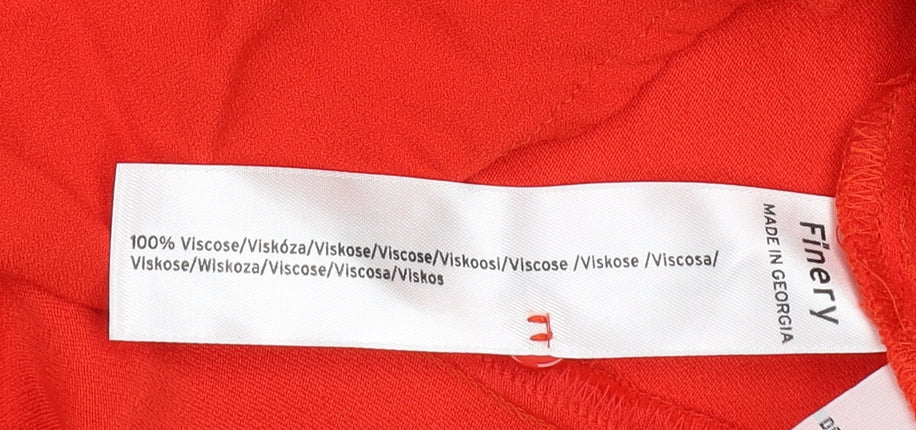 100% Viscose/Viskóza/Viskose/Viscose/Viskoosi/Viscose /Viskose /Viscosa/
Viskose/Wiskoza/Viscose/Viscosa/Viskos
Finery
MADE IN GEORGIA